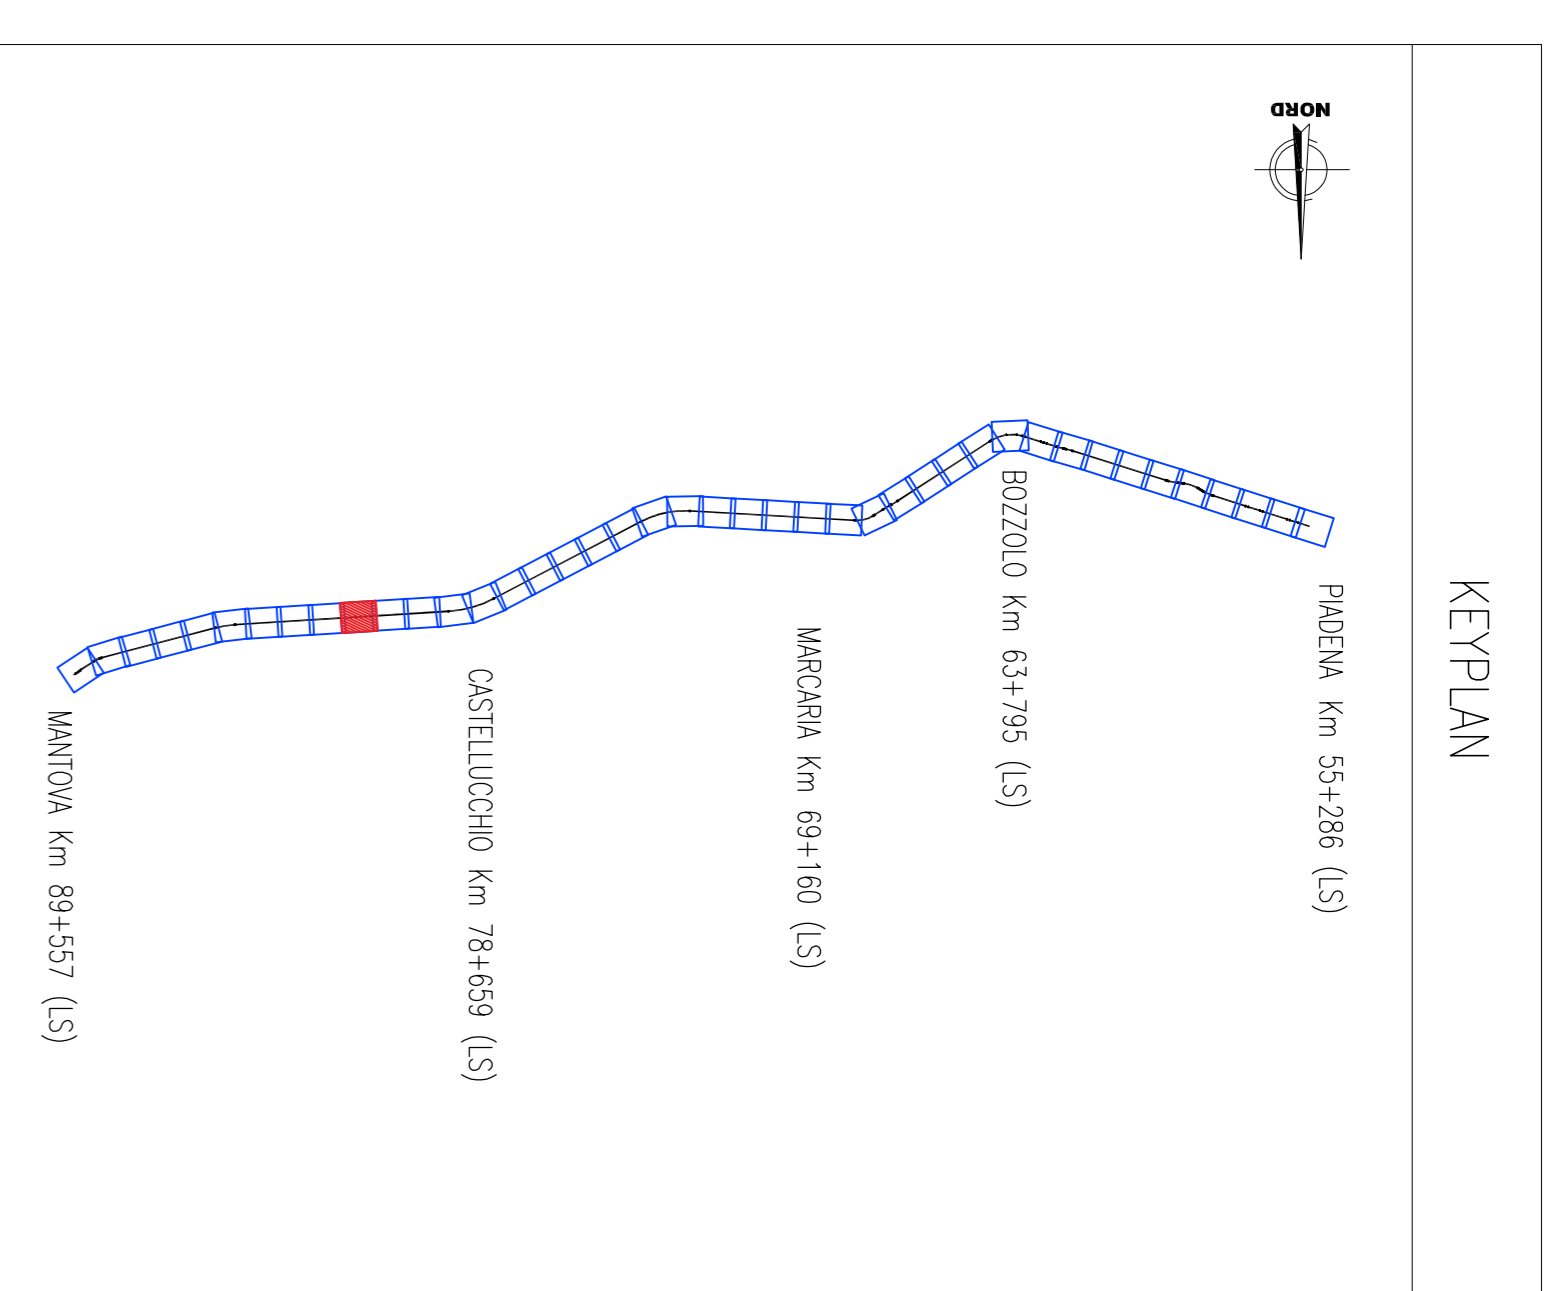 KEYPLAN
NORD
PIADENA Km 55+286 (LS)
BOZZOLO Km 63+795 (LS)
MARCARIA Km 69+160 (LS)
CASTELLUCCHIO Km 78+659 (LS)
MANTOVA Km 89+557 (LS)